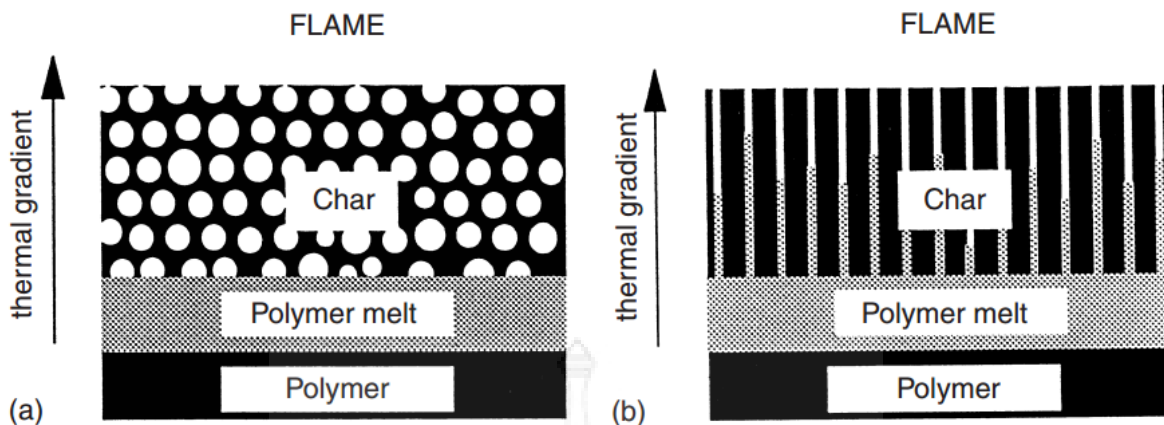 FLAME
thermal gradient
Char
Polymer melt
Polymer
(a)
FLAME
thermal gradient
Char
Polymer melt
Polymer
(b)